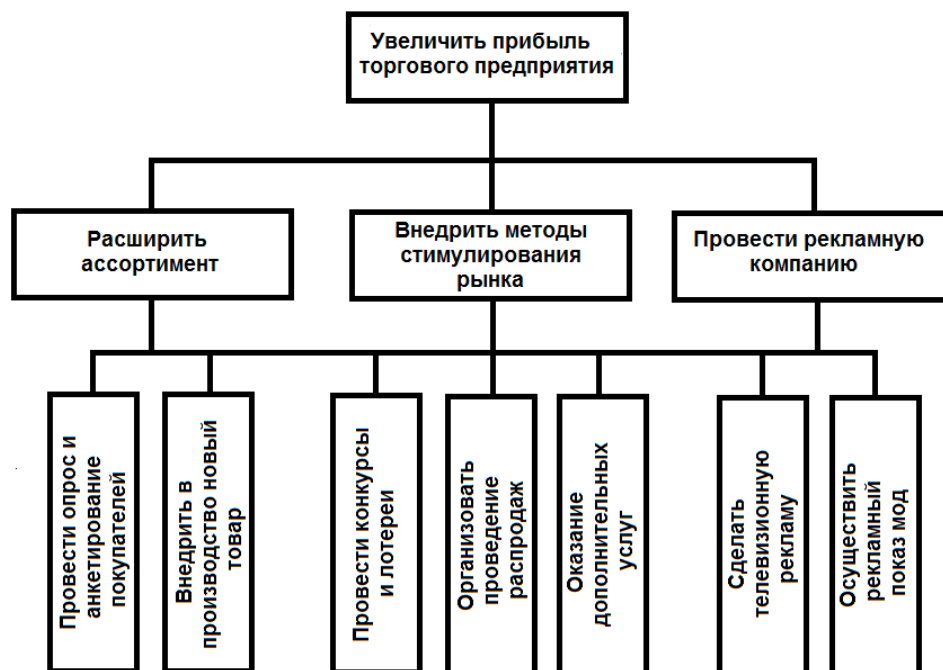 Увеличить прибыль
торгового предприятия
Расширить
ассортимент
Внедрить методы
стимулирования
рынка
Провести рекламную
компанию
Провести опрос и
анкетирование
покупателей
Внедрить в
производство новый
товар
Провести конкурсы
и лотереи
Организовать
проведение
распродаж
Оказание
дополнительных
услуг
Сделать
телевизионную
рекламу
Осуществить
рекламный
показ мод